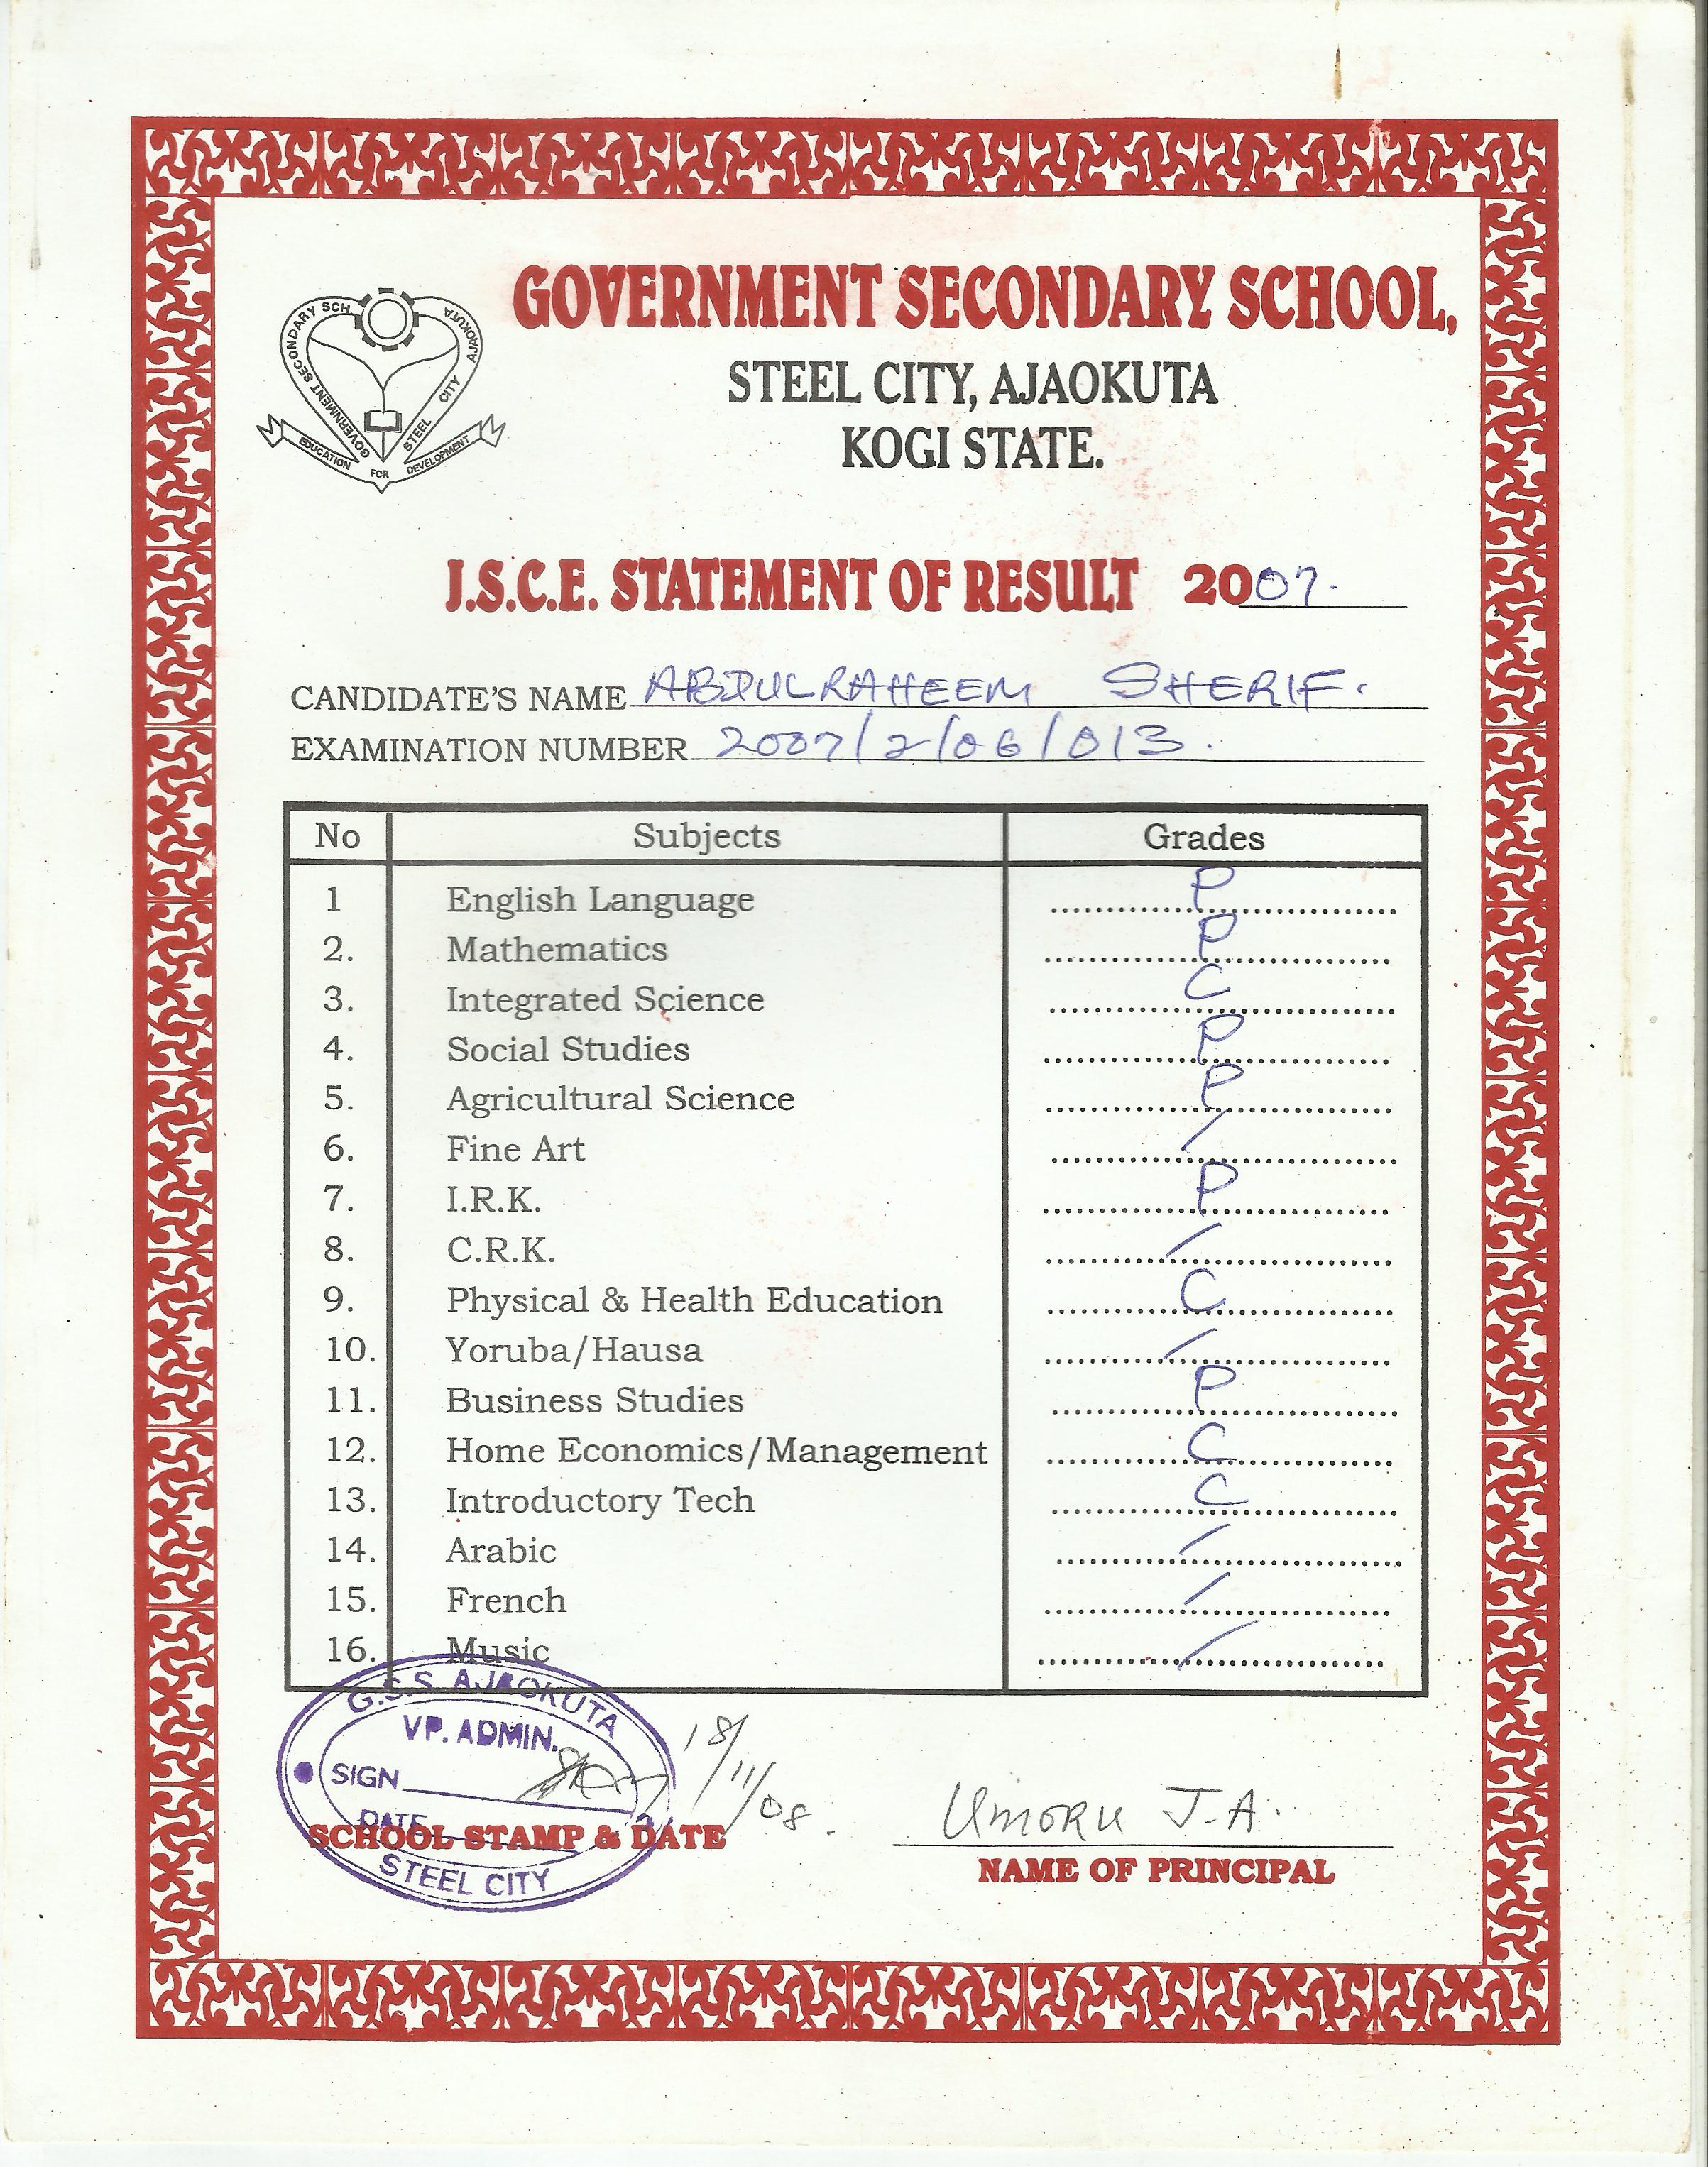 GOVERNMENT SECONDARY SCH
STEEL CITY AJAOKUTA
EDUCATION FOR DEVELOPMENT
GOVERNMENT SECONDARY SCHOOL,
STEEL CITY, AJAOKUTA
KOGI STATE.
J.S.C.E. STATEMENT OF RESULT 2007.
CANDIDATE'S NAME ABDULRAHEEM SHERIF.
EXAMINATION NUMBER 2007/2/06/013.
No Subjects Grades
1 English Language P
2. Mathematics P
3. Integrated Science C
4. Social Studies P
5. Agricultural Science P
6. Fine Art /
7. I.R.K. P
8. C.R.K. /
9. Physical & Health Education C
10. Yoruba/Hausa /
11. Business Studies P
12. Home Economics/Management C
13. Introductory Tech C
14. Arabic /
15. French /
16. Music /
G.S.S. AJAOKUTA
VP. ADMIN.
SIGN
DATE
STEEL CITY
18/11/08.
SCHOOL STAMP & DATE
Umoru J.A.
NAME OF PRINCIPAL